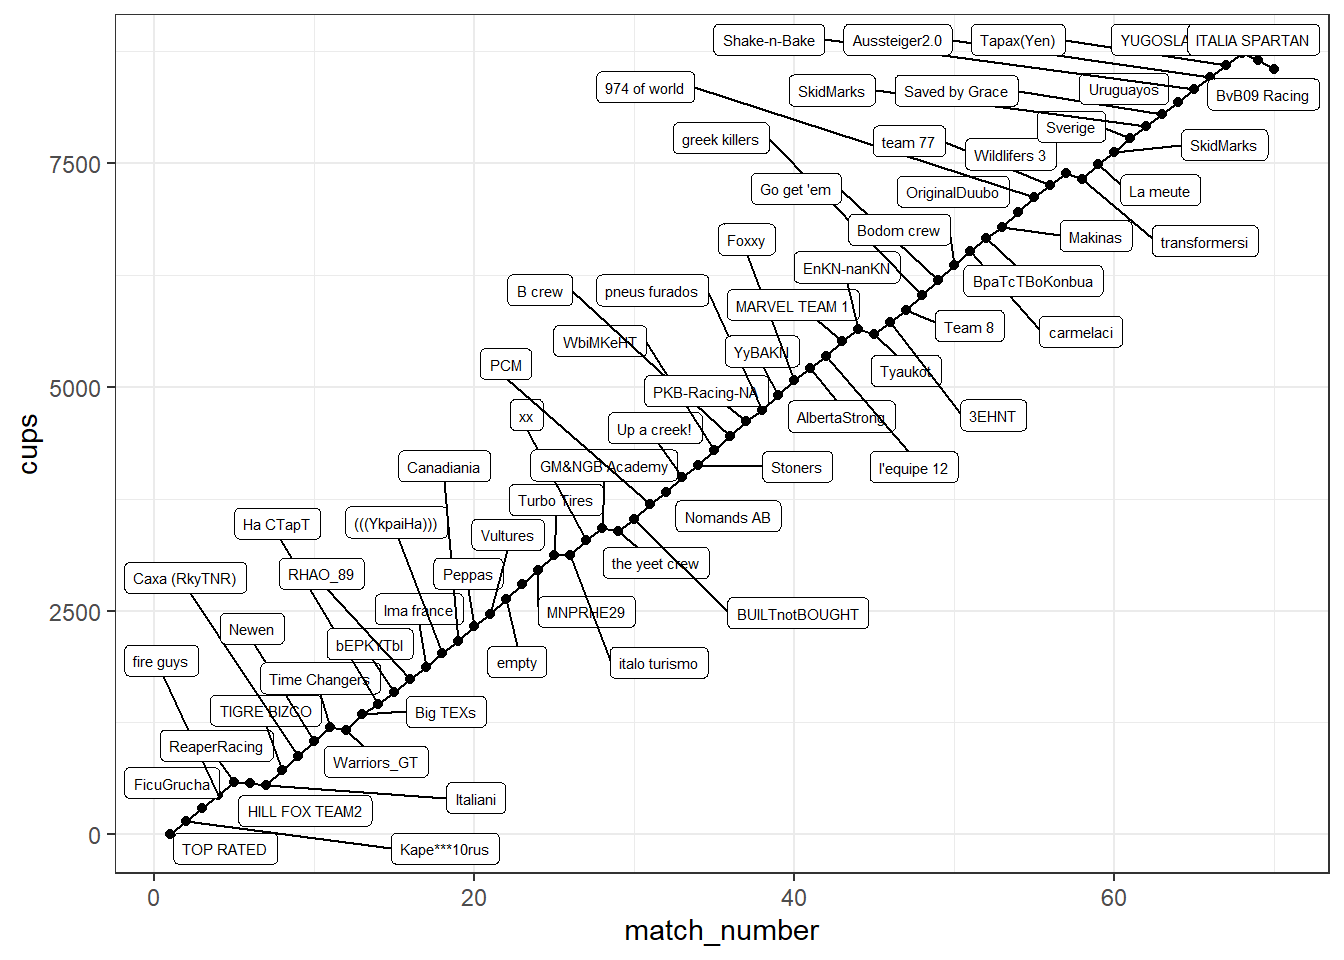 Shake-n-Bake
Aussteiger2.0
Tapax(Yen)
YUGOSLA
ITALIA SPARTAN
974 of world
SkidMarks
Saved by Grace
Uruguayos
BvB09 Racing
greek killers
team 77
Sverige
Wildlifers 3
SkidMarks
7500
Go get 'em
OriginalDuubo
La meute
Foxxy
Bodom crew
Makinas
transformersi
EnKN-nanKN
B crew
pneus furados
MARVEL TEAM 1
BpaTcTBoKonbua
Team 8
carmelaci
WbiMKeHT
YyBAKN
PCM
Tyaukot
5000
PKB-Racing-NA
xx
Up a creek!
AlbertaStrong
3EHNT
cups
Canadiania
GM&NGB Academy
Stoners
l'equipe 12
Turbo Tires
Ha CTapT
(((YkpaiHa)))
Vultures
Nomands AB
the yeet crew
Caxa (RkyTNR)
RHAO_89
Peppas
2500
Newen
Ima france
MNPRHE29
BUILTnotBOUGHT
bEPKYTbl
fire guys
empty
italo turismo
Time Changers
TIGRE BIZCO
Big TEXs
ReaperRacing
Warriors_GT
FicuGrucha
HILL FOX TEAM2
Italiani
0
TOP RATED
Kape***10rus
0
20
40
60
match_number